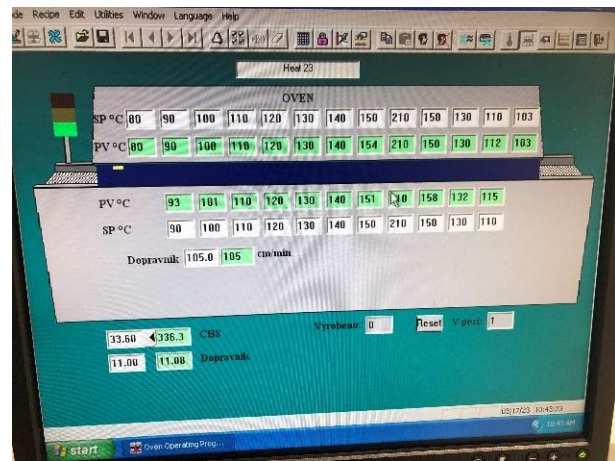 de Recipe Edit Utilities Window Language Help
Heat 23
OVEN
SP °C 80 90 100 110 120 130 140 150 210 150 130 110 103
PV °C 80 90 100 110 120 130 140 154 210 150 130 112 103
PV °C 93 101 110 120 130 140 151 158 132 115
SP °C 90 100 110 120 130 140 150 210 150 130 110
Dopravnik 105.0 105 cm/min
Vyrobeno: 0 Reset V peci: 1
33.60 336.3 CBS
11.00 11.08 Dopravnik
03/17/23 10:43:23
10:43 AM
start Oven Operating Prog...